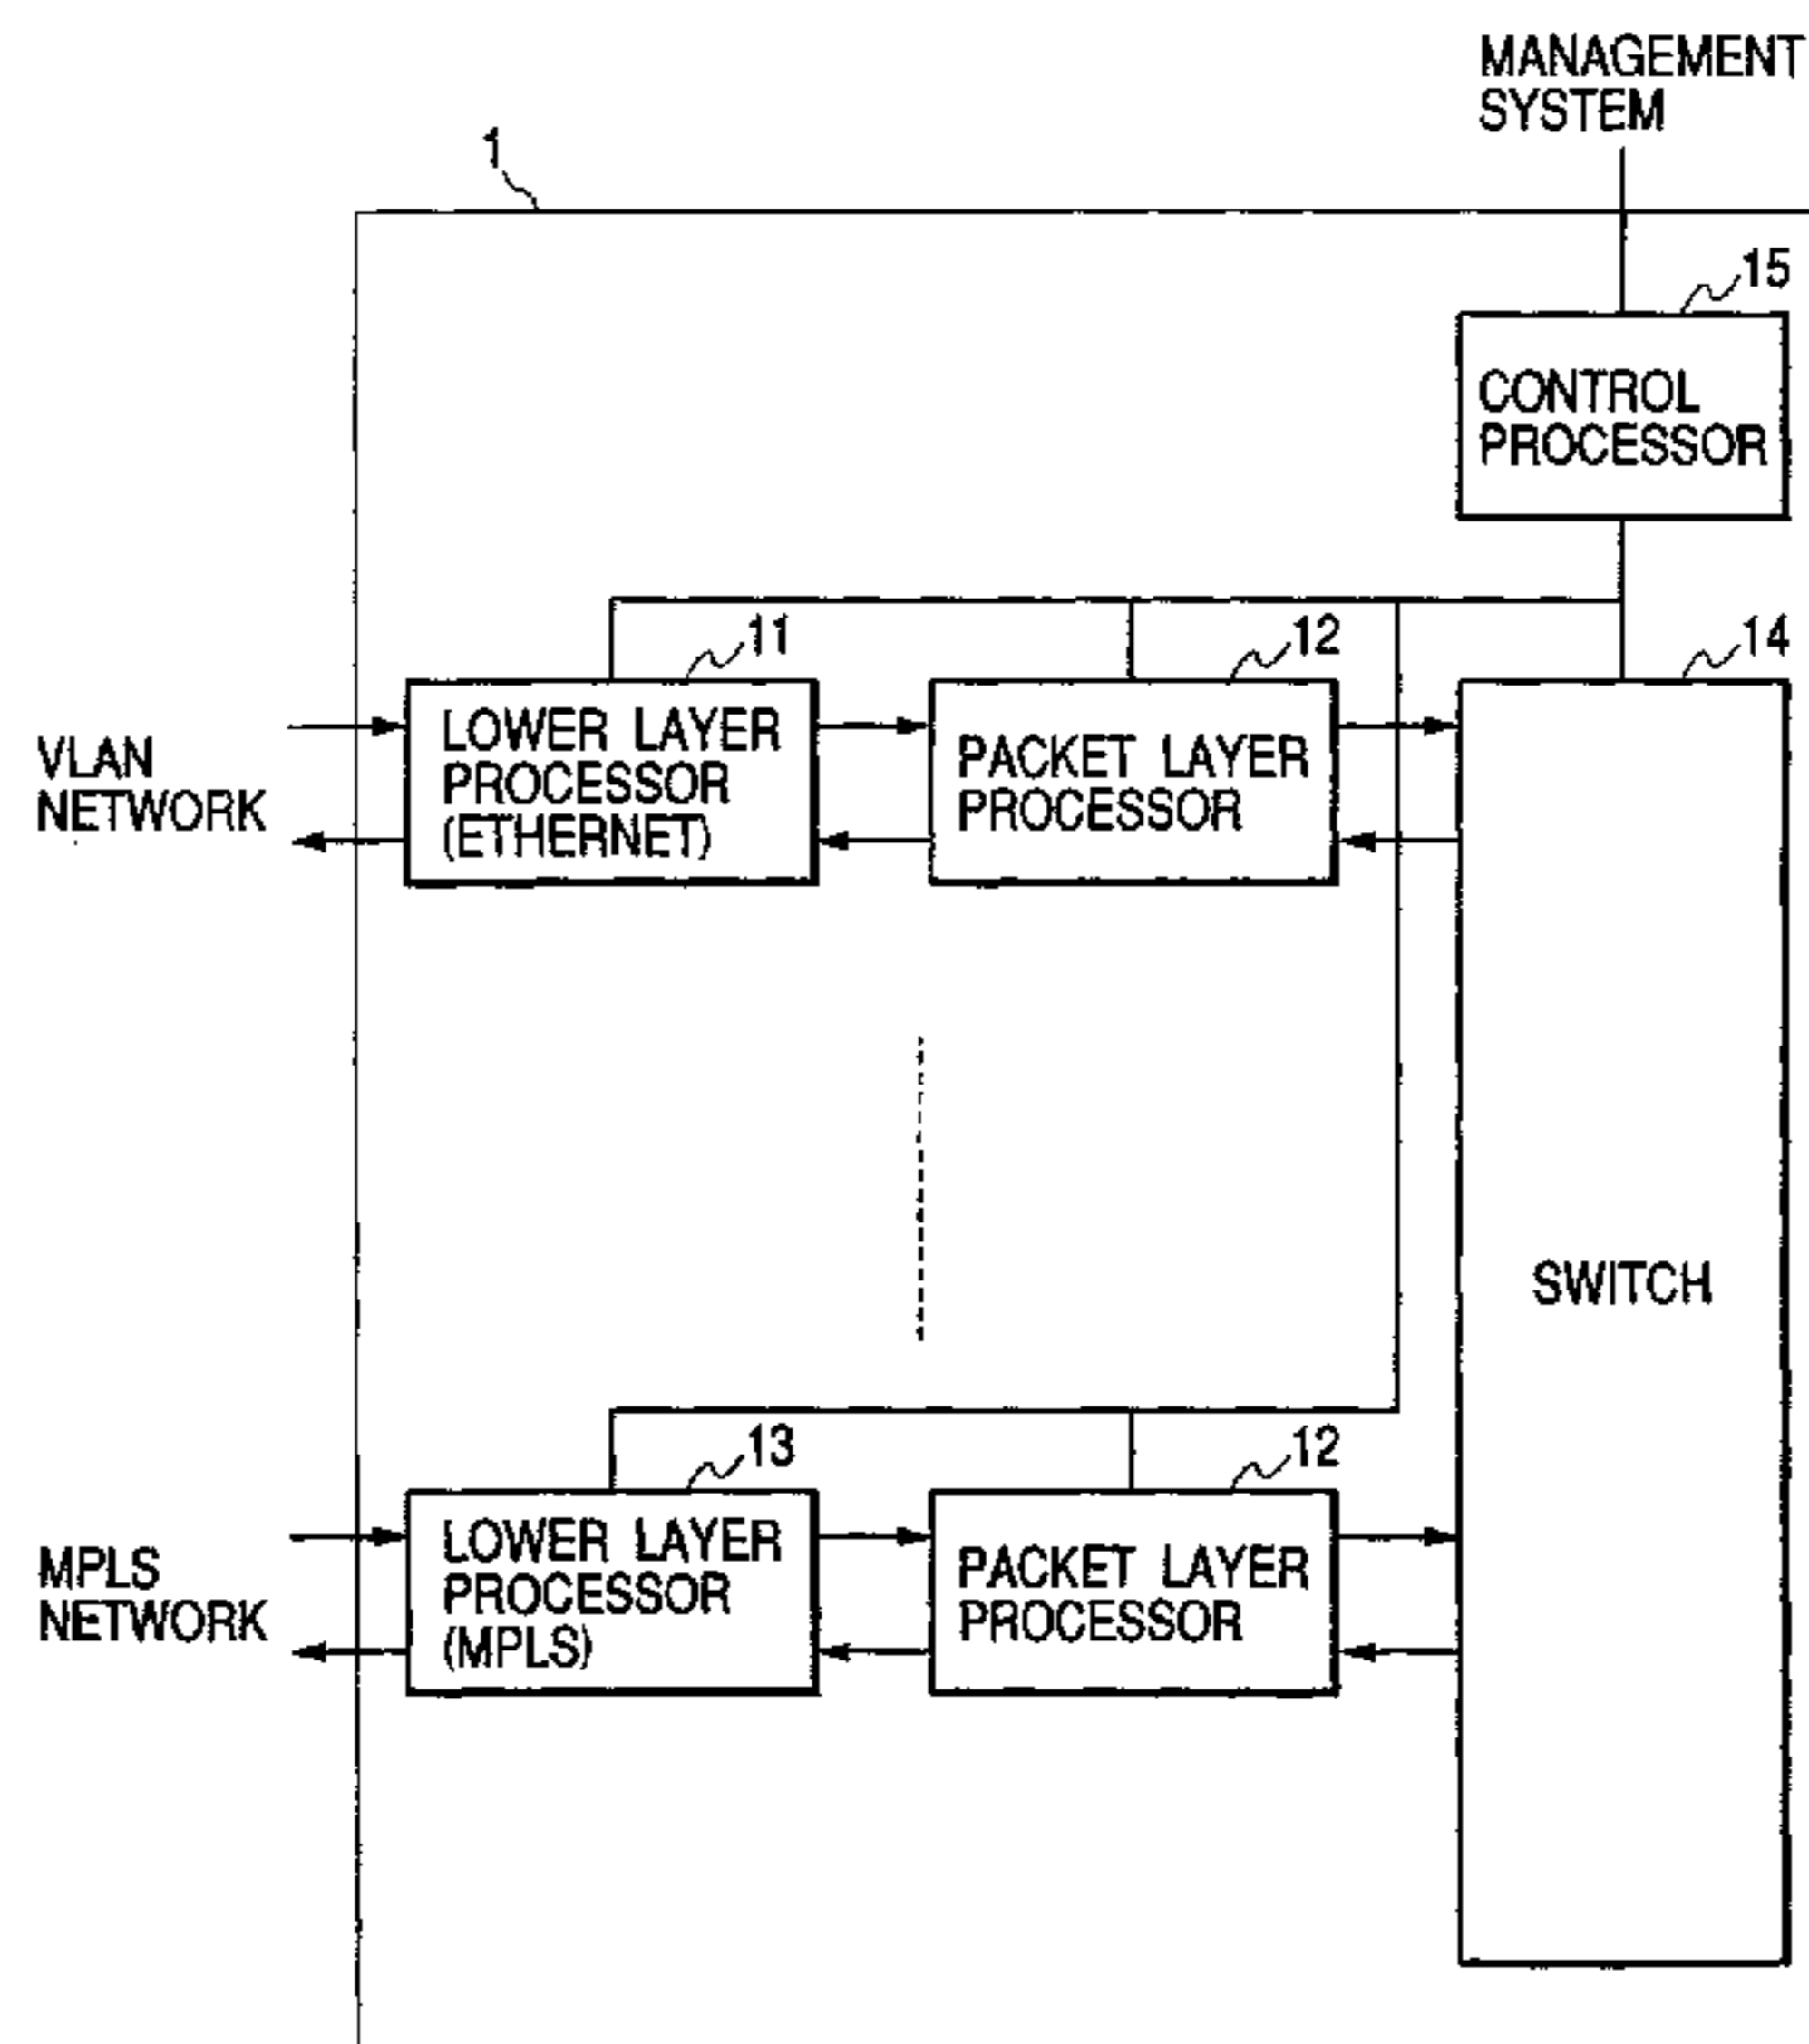 MANAGEMENT
SYSTEM
1
15
CONTROL
PROCESSOR
11
12
14
VLAN
NETWORK
LOWER LAYER
PROCESSOR
(ETHERNET)
PACKET LAYER
PROCESSOR
SWITCH
13
12
MPLS
NETWORK
LOWER LAYER
PROCESSOR
(MPLS)
PACKET LAYER
PROCESSOR